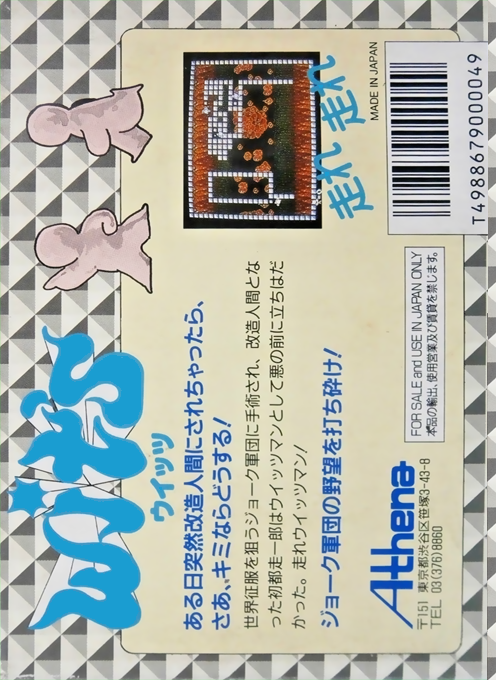 Wit's
ウィッツ
ある日突然改造人間にされちゃったら、
さあ、キミならどうする!
世界征服を狙うジョーク軍団に手術され、改造人間とな
った初都走一郎はウイッツマンとして悪の前に立ちはだ
かった。走れウイッツマン!
ジョーク軍団の野望を打ち砕け!
走れ 走れ
MADE IN JAPAN
Athena
〒151 東京都渋谷区笹塚3-43-8
TEL 03(376)8860
FOR SALE and USE IN JAPAN ONLY
本品の輸出、使用営業及び賃貸を禁じます。
T4988679000049